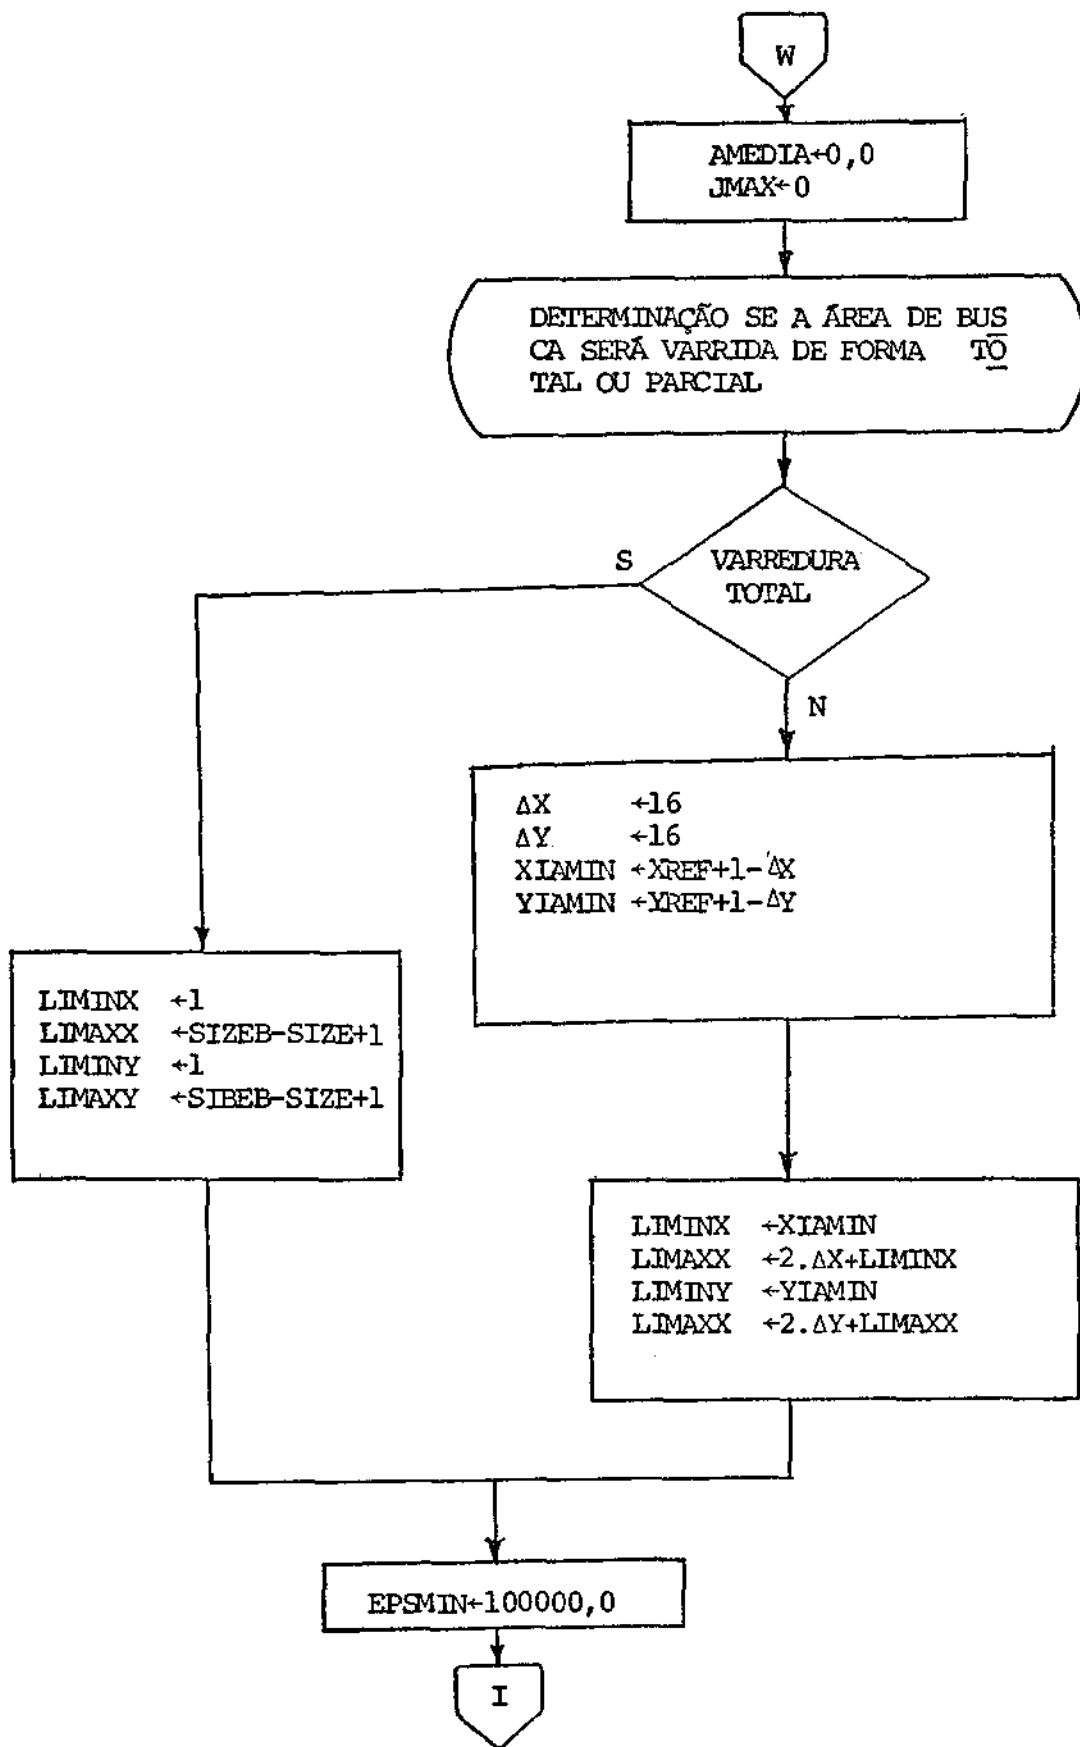 W
AMEDIA←0,0
JMAX←0
DETERMINAÇÃO SE A ÁREA DE BUS
CA SERÁ VARRIDA DE FORMA TO
TAL OU PARCIAL
VARREDURA
TOTAL
S
N
ΔX ←16
ΔY ←16
XIAMIN ←XREF+1-ΔX
YIAMIN ←YREF+1-ΔY
LIMINX ←1
LIMAXX ←SIZEB-SIZE+1
LIMINY ←1
LIMAXY ←SIBEB-SIZE+1
LIMINX ←XIAMIN
LIMAXX ←2.ΔX+LIMINX
LIMINY ←YIAMIN
LIMAXX ←2.ΔY+LIMAXX
EPSMIN←100000,0
I